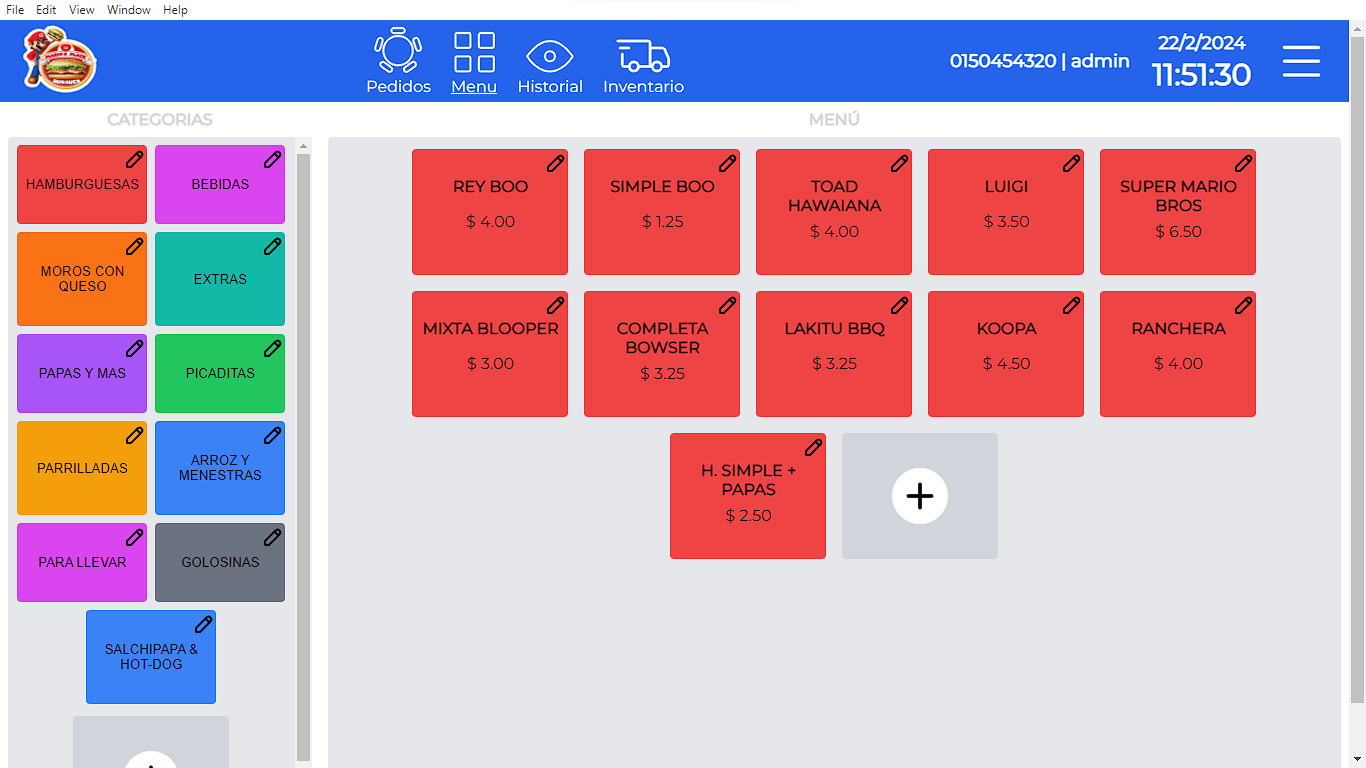 File Edit View Window Help
Pedidos Menu Historial Inventario
0150454320 | admin
22/2/2024
11:51:30
CATEGORIAS
MENÚ
HAMBURGUESAS
BEBIDAS
MOROS CON
QUESO
EXTRAS
PAPAS Y MAS
PICADITAS
PARRILLADAS
ARROZ Y
MENESTRAS
PARA LLEVAR
GOLOSINAS
SALCHIPAPA &
HOT-DOG
REY BOO
$ 4.00
SIMPLE BOO
$ 1.25
TOAD
HAWAIANA
$ 4.00
LUIGI
$ 3.50
SUPER MARIO
BROS
$ 6.50
MIXTA BLOOPER
$ 3.00
COMPLETA
BOWSER
$ 3.25
LAKITU BBQ
$ 3.25
KOOPA
$ 4.50
RANCHERA
$ 4.00
H. SIMPLE +
PAPAS
$ 2.50